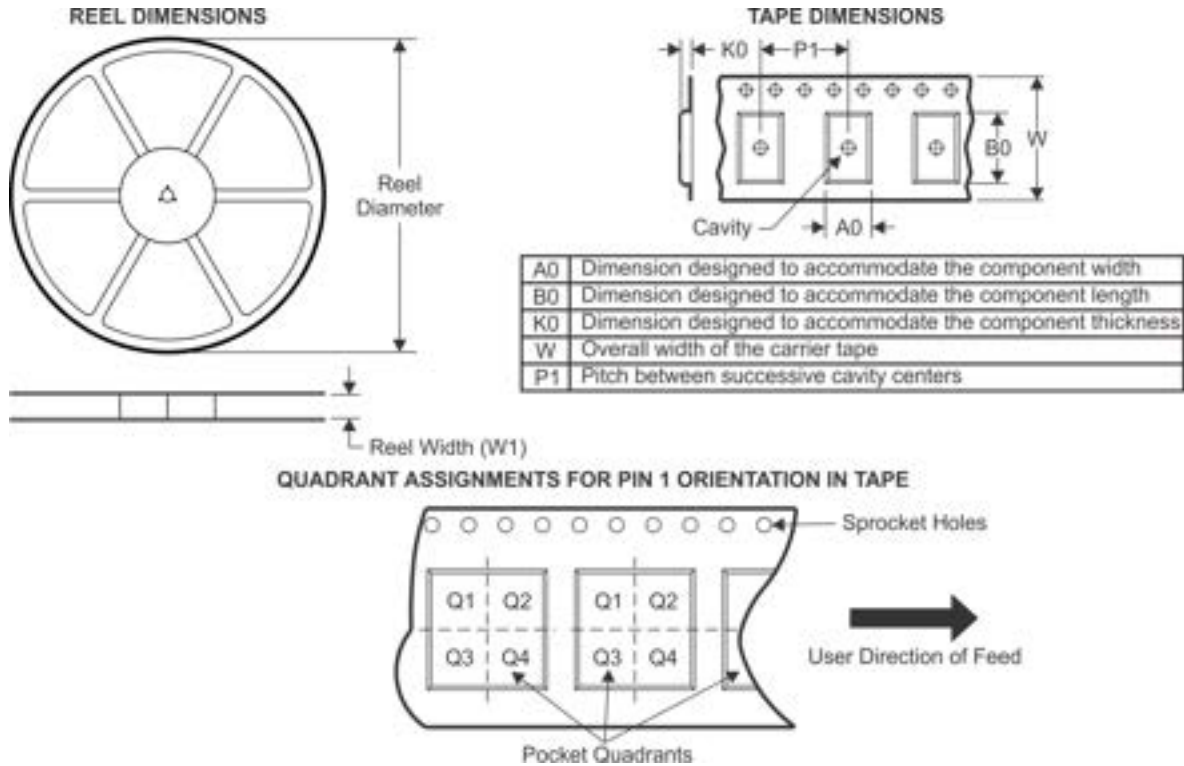 REEL DIMENSIONS
Reel
Diameter
Reel Width (W1)
TAPE DIMENSIONS
K0
P1
B0
W
Cavity
A0
A0 Dimension designed to accommodate the component width
B0 Dimension designed to accommodate the component length
K0 Dimension designed to accommodate the component thickness
W Overall width of the carrier tape
P1 Pitch between successive cavity centers
QUADRANT ASSIGNMENTS FOR PIN 1 ORIENTATION IN TAPE
Sprocket Holes
Q1 Q2 Q1 Q2
Q3 Q4 Q3 Q4
User Direction of Feed
Pocket Quadrants